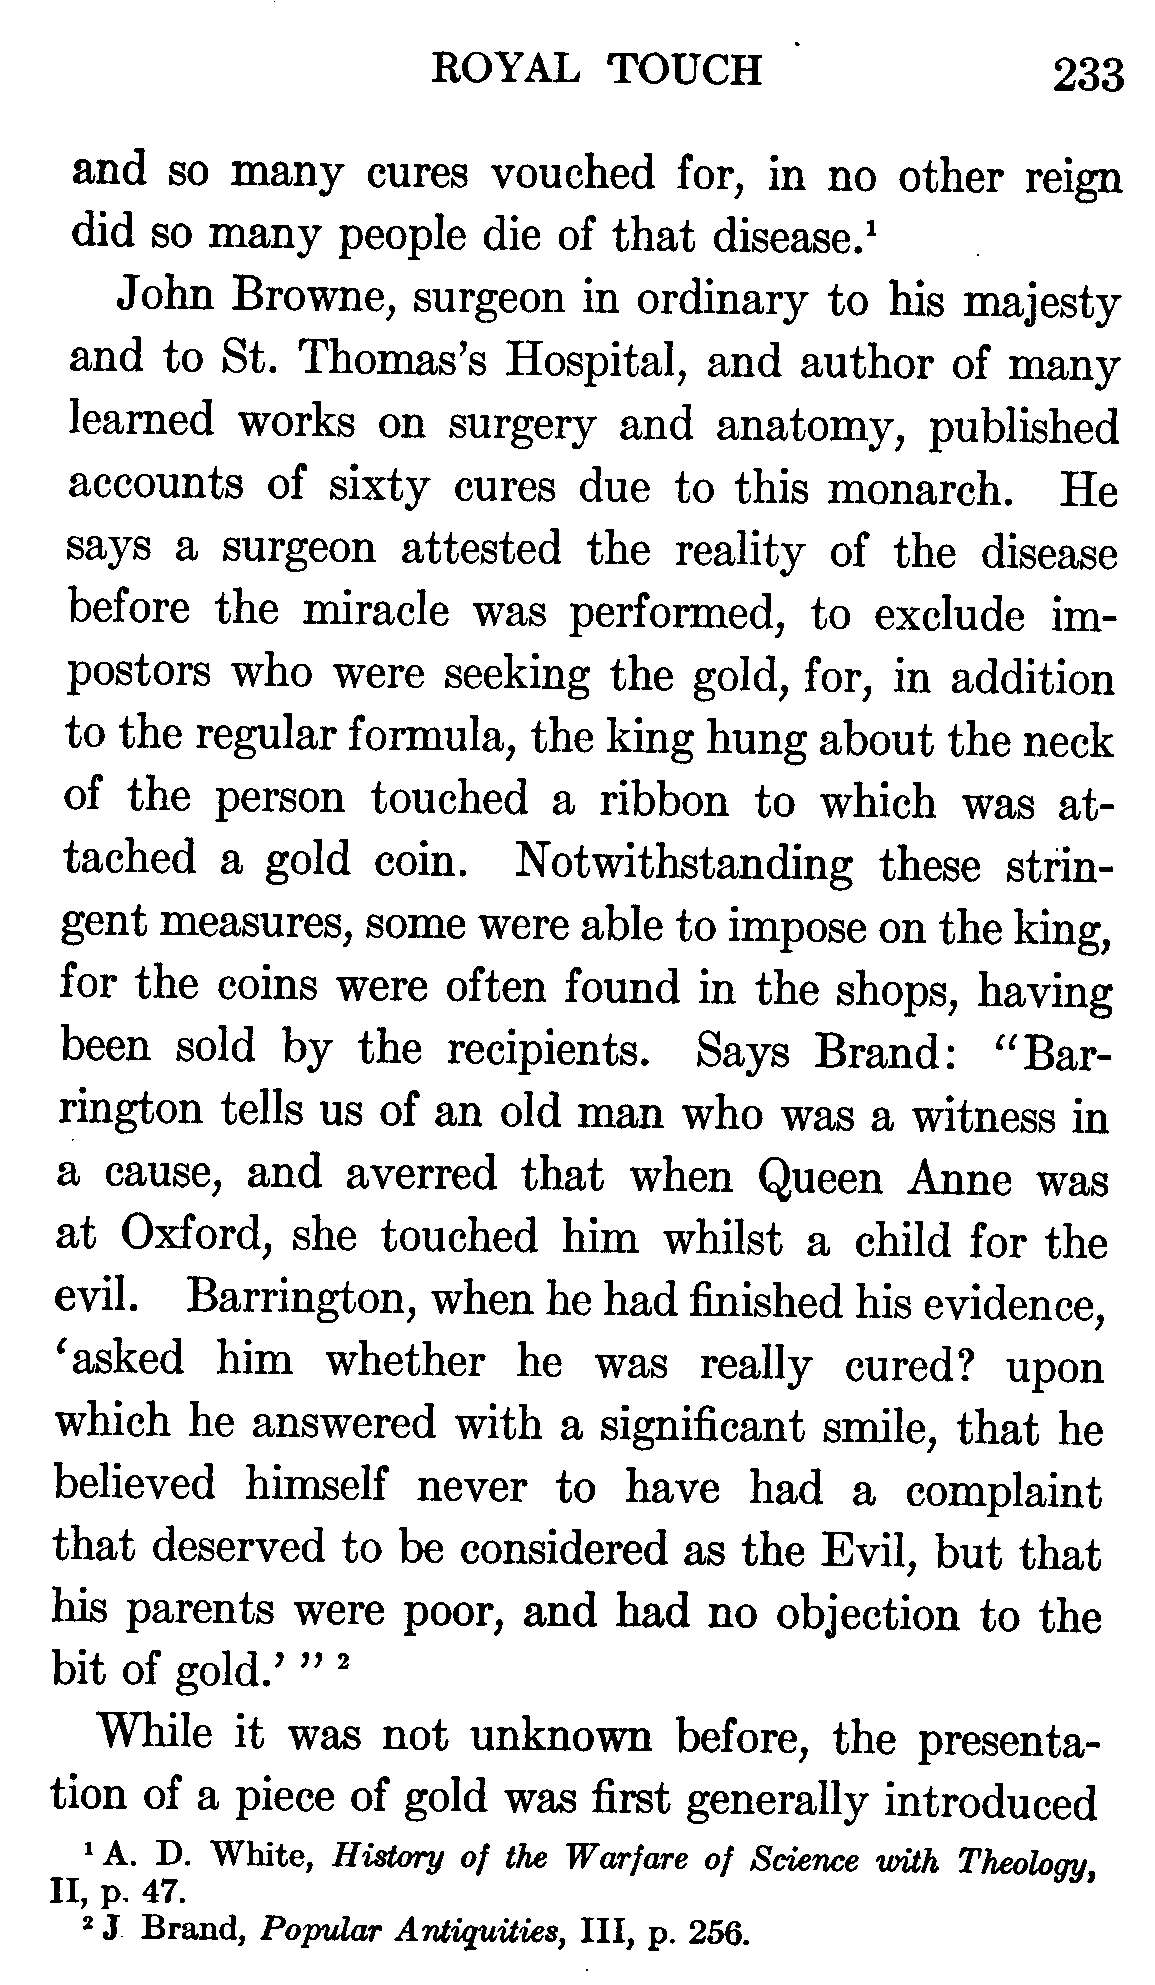 ROYAL TOUCH 233
and so many cures vouched for, in no other reign
did so many people die of that disease.¹
John Browne, surgeon in ordinary to his majesty
and to St. Thomas's Hospital, and author of many
learned works on surgery and anatomy, published
accounts of sixty cures due to this monarch. He
says a surgeon attested the reality of the disease
before the miracle was performed, to exclude im-
postors who were seeking the gold, for, in addition
to the regular formula, the king hung about the neck
of the person touched a ribbon to which was at-
tached a gold coin. Notwithstanding these strin-
gent measures, some were able to impose on the king,
for the coins were often found in the shops, having
been sold by the recipients. Says Brand: "Bar-
rington tells us of an old man who was a witness in
a cause, and averred that when Queen Anne was
at Oxford, she touched him whilst a child for the
evil. Barrington, when he had finished his evidence,
'asked him whether he was really cured? upon
which he answered with a significant smile, that he
believed himself never to have had a complaint
that deserved to be considered as the Evil, but that
his parents were poor, and had no objection to the
bit of gold.' " ²
While it was not unknown before, the presenta-
tion of a piece of gold was first generally introduced
¹ A. D. White, History of the Warfare of Science with Theology,
II, p. 47.
² J Brand, Popular Antiquities, III, p. 256.